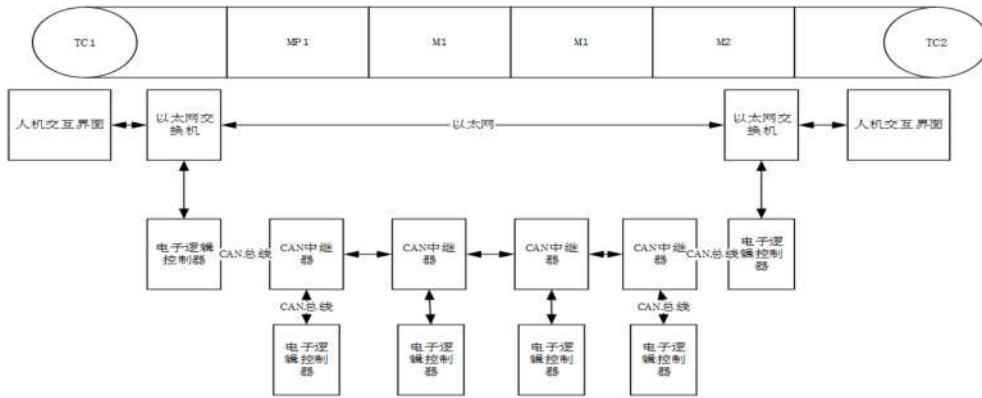 TC1
MP1
M1
M1
M2
TC2
人机交互界面
以太网交
换机
以太网
以太网交
换机
人机交互界面
电子逻辑
控制器
CAN总线
CAN中继
器
CAN中继
器
CAN中继
器
CAN中继
器
CAN总线
电子逻
辑控制器
CAN总线
CAN总线
电子逻
辑控制
器
电子逻
辑控制
器
电子逻
辑控制
器
电子逻
辑控制
器